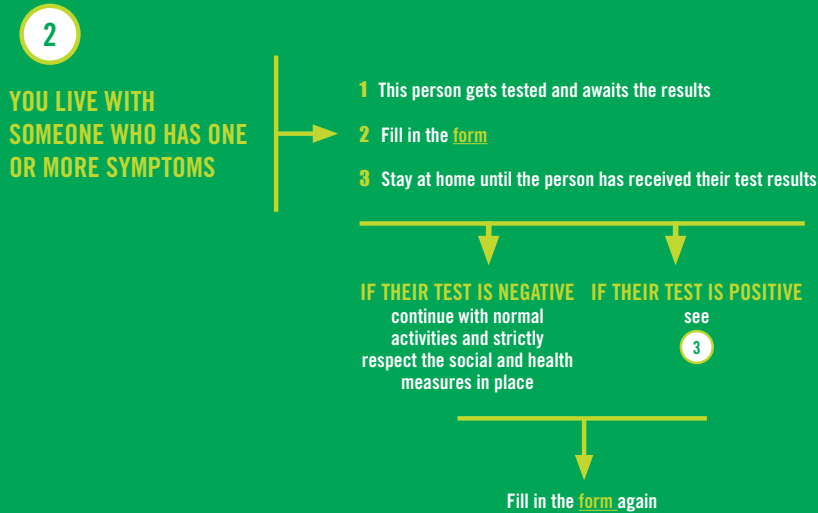 2
YOU LIVE WITH
SOMEONE WHO HAS ONE
OR MORE SYMPTOMS
1 This person gets tested and awaits the results
2 Fill in the form
3 Stay at home until the person has received their test results
IF THEIR TEST IS NEGATIVE
continue with normal
activities and strictly
respect the social and health
measures in place
IF THEIR TEST IS POSITIVE
see
3
Fill in the form again